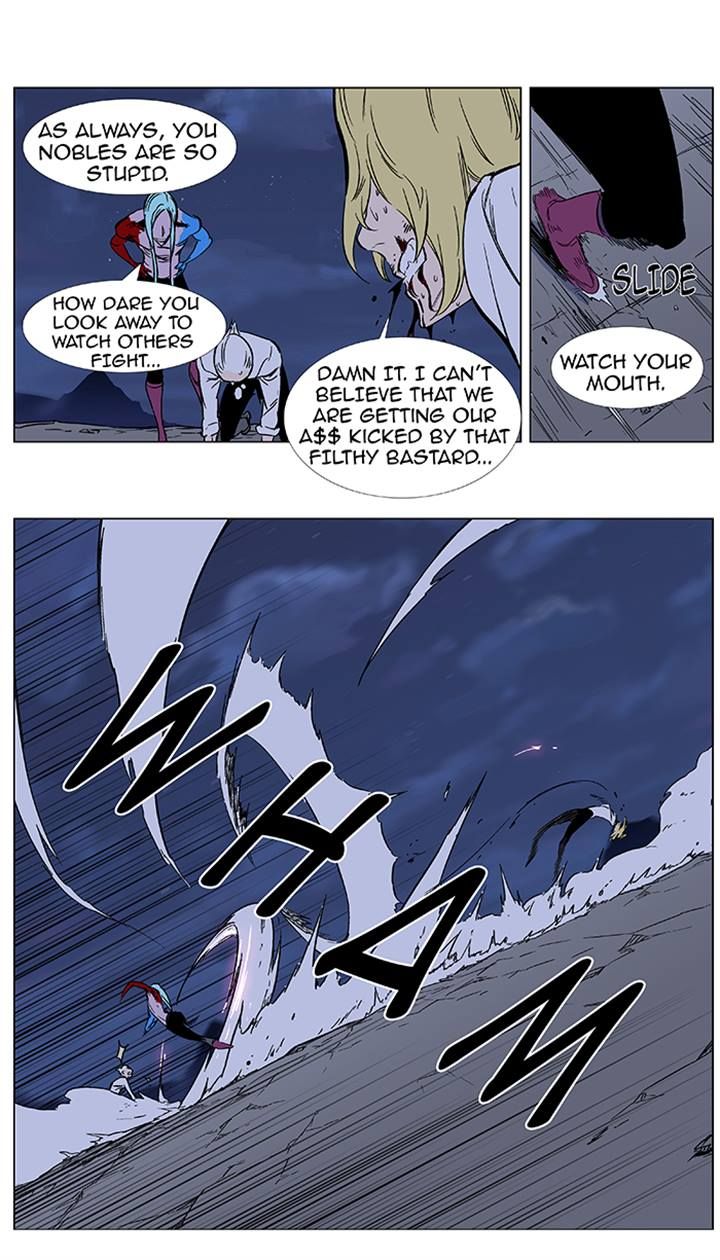 AS ALWAYS, YOU
NOBLES ARE SO
STUPID.
HOW DARE YOU
LOOK AWAY TO
WATCH OTHERS
FIGHT...
DAMN IT. I CAN'T
BELIEVE THAT WE
ARE GETTING OUR
A$$ KICKED BY THAT
FILTHY BASTARD...
SLIDE
WATCH YOUR
MOUTH.
WHAM